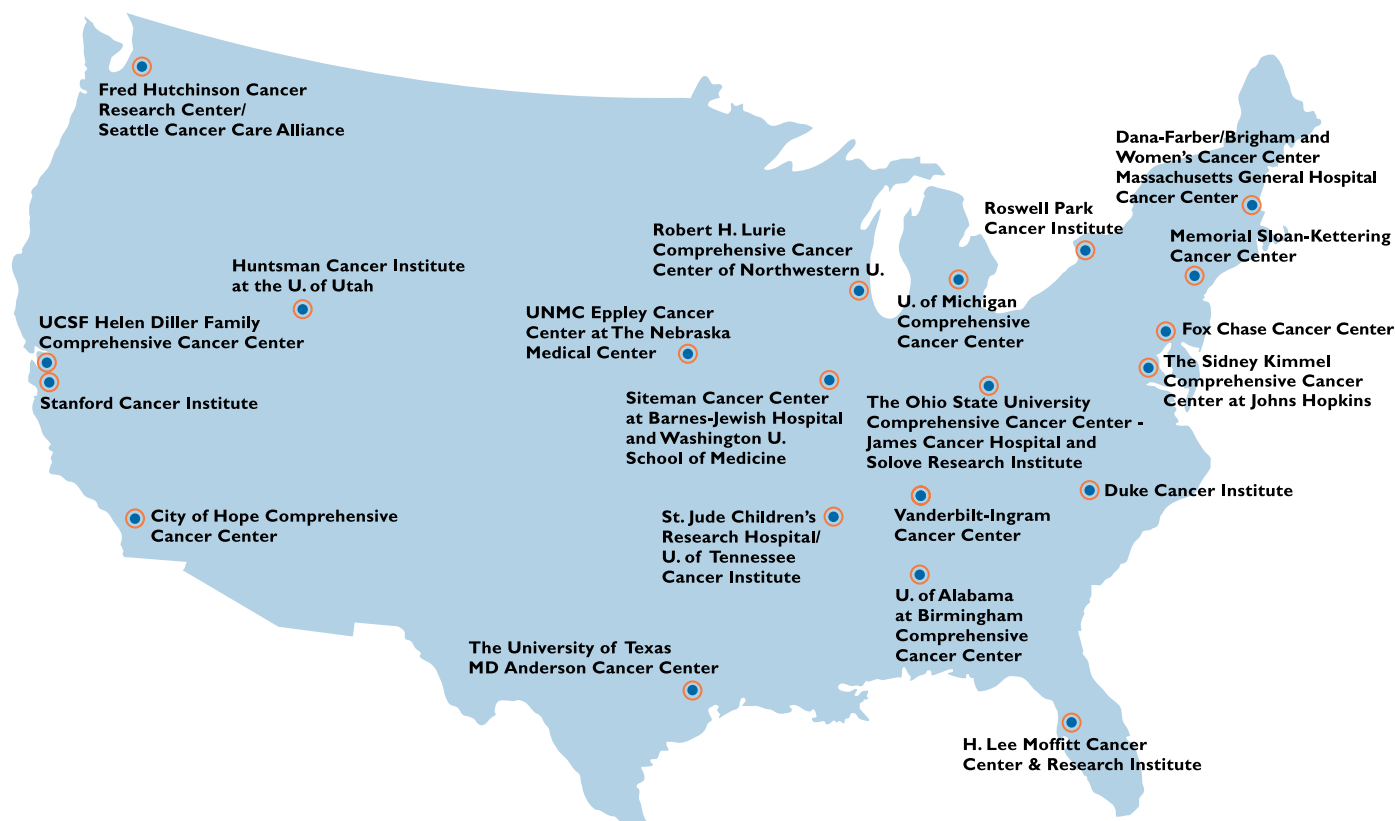 Fred Hutchinson Cancer
Research Center/
Seattle Cancer Care Alliance
Dana-Farber/Brigham and
Women's Cancer Center
Massachusetts General Hospital
Cancer Center
Roswell Park
Cancer Institute
Memorial Sloan-Kettering
Cancer Center
Robert H. Lurie
Comprehensive Cancer
Center of Northwestern U.
Huntsman Cancer Institute
at the U. of Utah
U. of Michigan
Comprehensive
Cancer Center
UNMC Eppley Cancer
Center at The Nebraska
Medical Center
UCSF Helen Diller Family
Comprehensive Cancer Center
Fox Chase Cancer Center
The Sidney Kimmel
Comprehensive Cancer
Center at Johns Hopkins
Stanford Cancer Institute
Siteman Cancer Center
at Barnes-Jewish Hospital
and Washington U.
School of Medicine
The Ohio State University
Comprehensive Cancer Center -
James Cancer Hospital and
Solove Research Institute
Duke Cancer Institute
City of Hope Comprehensive
Cancer Center
St. Jude Children's
Research Hospital/
U. of Tennessee
Cancer Institute
Vanderbilt-Ingram
Cancer Center
U. of Alabama
at Birmingham
Comprehensive
Cancer Center
The University of Texas
MD Anderson Cancer Center
H. Lee Moffitt Cancer
Center & Research Institute